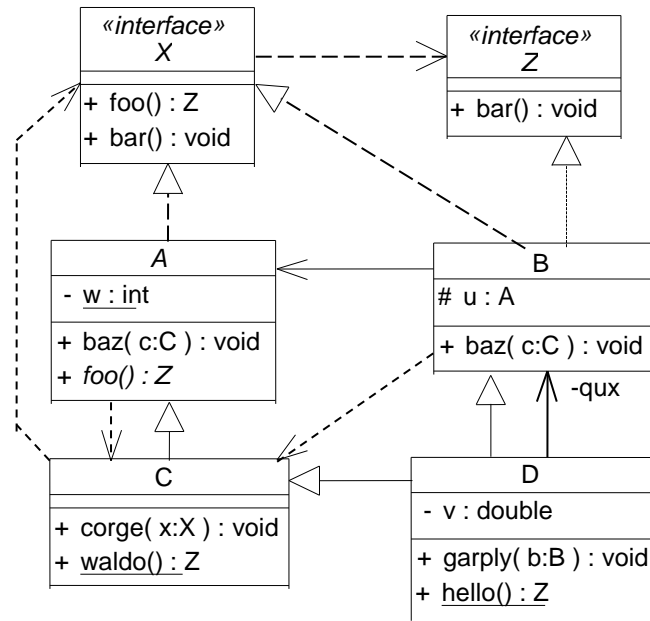 «interface»
X
+ foo() : Z
+ bar() : void
«interface»
Z
+ bar() : void
A
- w : int
+ baz( c:C ) : void
+ foo() : Z
B
# u : A
+ baz( c:C ) : void
-qux
C
+ corge( x:X ) : void
+ waldo() : Z
D
- v : double
+ garply( b:B ) : void
+ hello() : Z